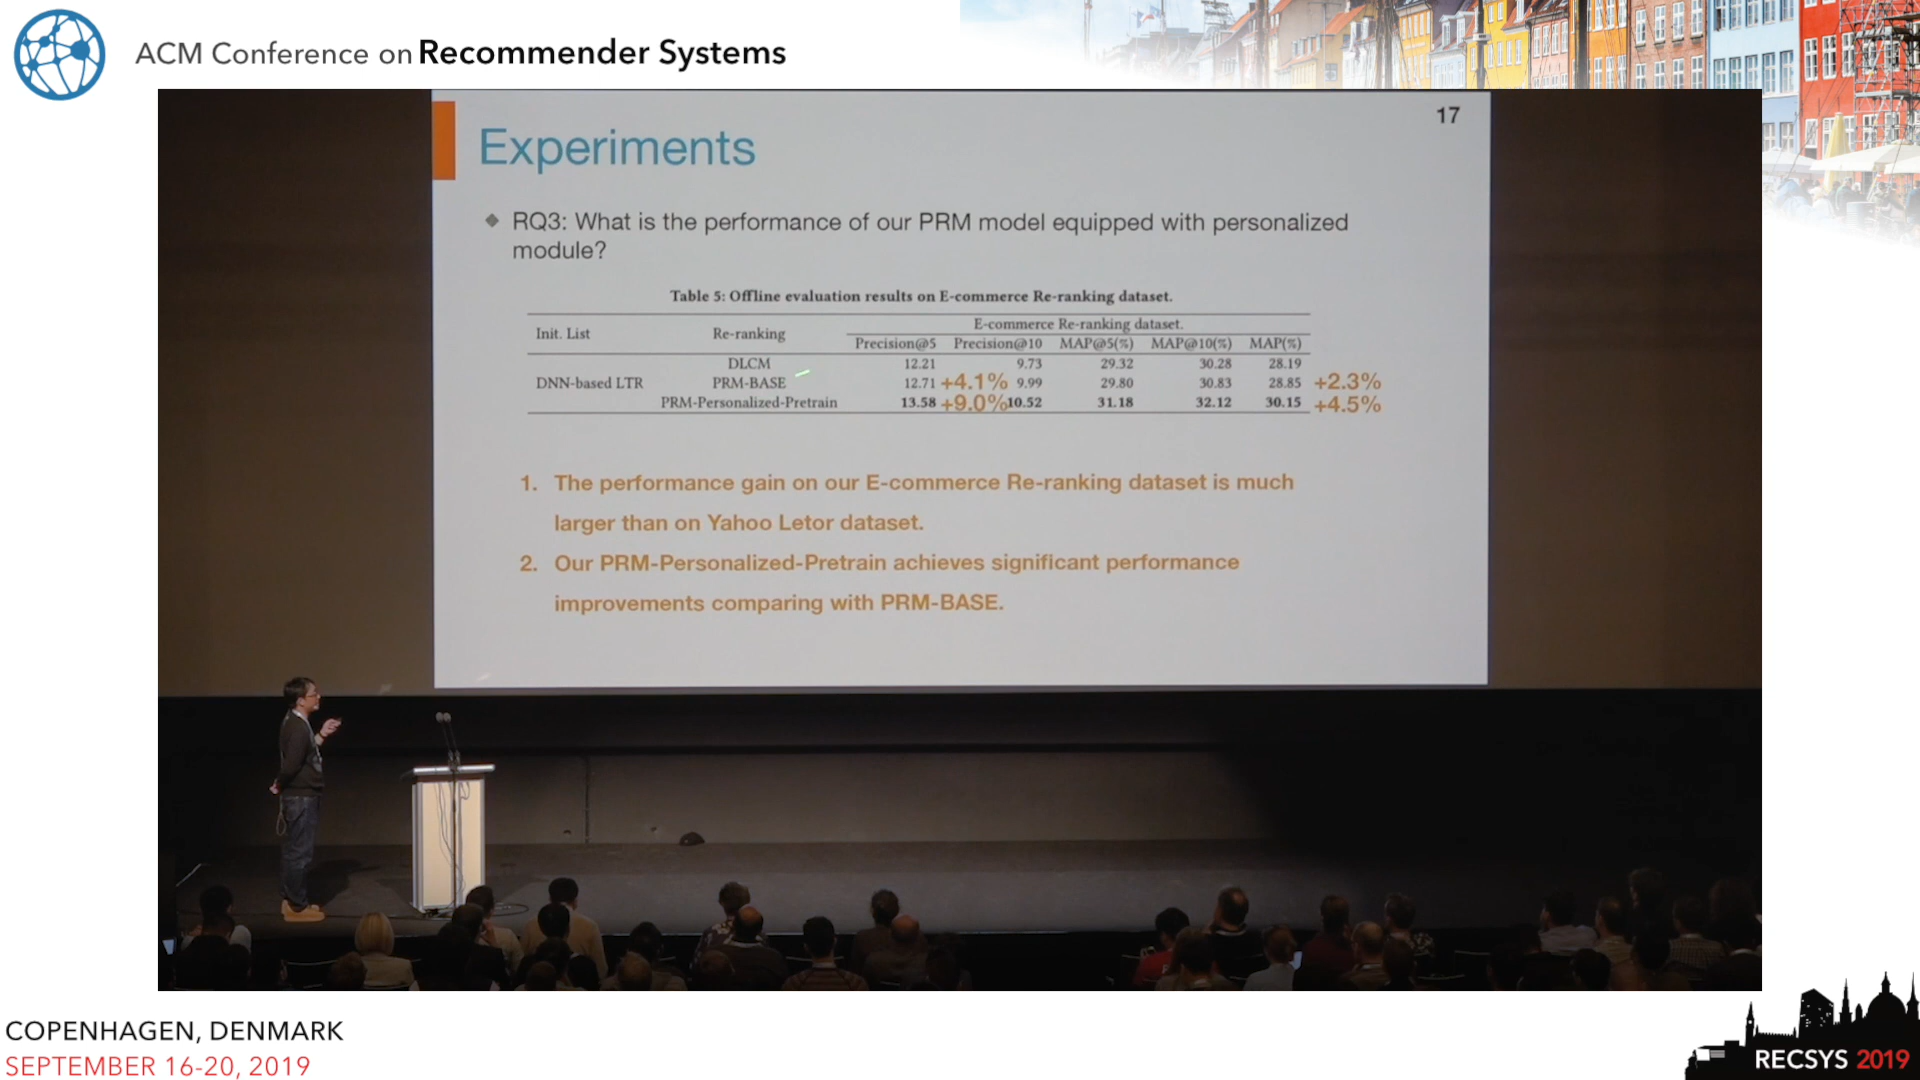 ACM Conference on Recommender Systems
17
Experiments
◆ RQ3: What is the performance of our PRM model equipped with personalized
module?
Table 5: Offline evaluation results on E-commerce Re-ranking dataset.
Init. List Re-ranking E-commerce Re-ranking dataset.
Precision@5 Precision@10 MAP@5(%) MAP@10(%) MAP(%)
DLCM 12.21 9.73 29.32 30.28 28.19
DNN-based LTR PRM-BASE 12.71 +4.1% 9.99 29.80 30.83 28.85 +2.3%
PRM-Personalized-Pretrain 13.58 +9.0% 10.52 31.18 32.12 30.15 +4.5%
1. The performance gain on our E-commerce Re-ranking dataset is much
larger than on Yahoo Letor dataset.
2. Our PRM-Personalized-Pretrain achieves significant performance
improvements comparing with PRM-BASE.
COPENHAGEN, DENMARK
SEPTEMBER 16-20, 2019
RECSYS 2019